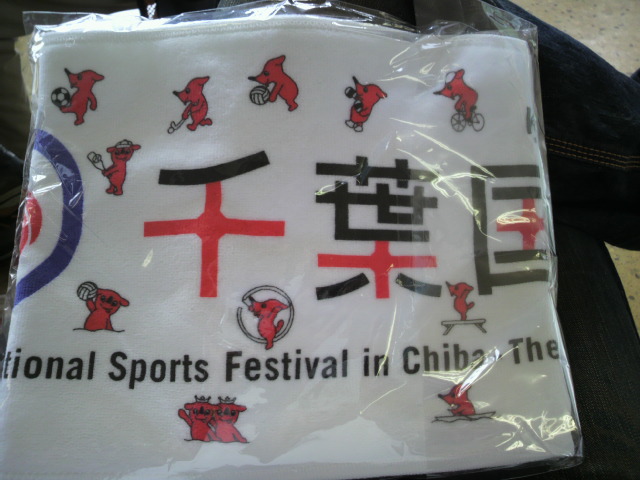 千葉国
tional Sports Festival in Chiba, The